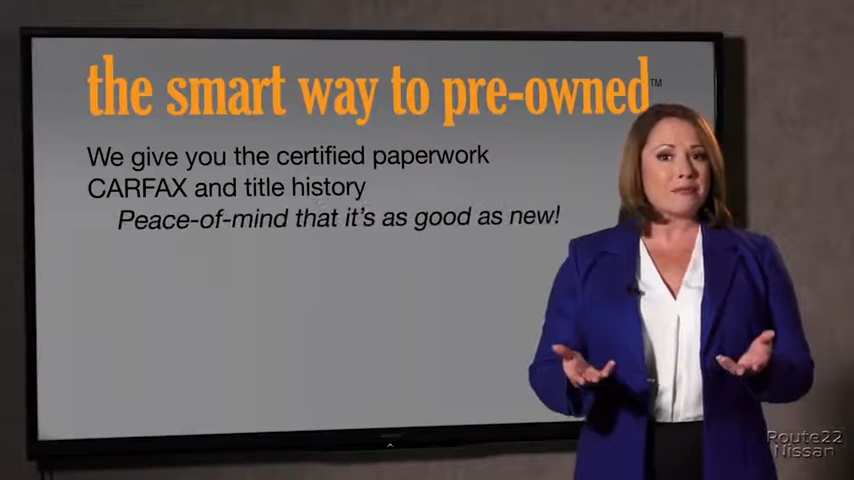 the smart way to pre-owned™
We give you the certified paperwork
CARFAX and title history
Peace-of-mind that it's as good as new!
Route22
Nissan